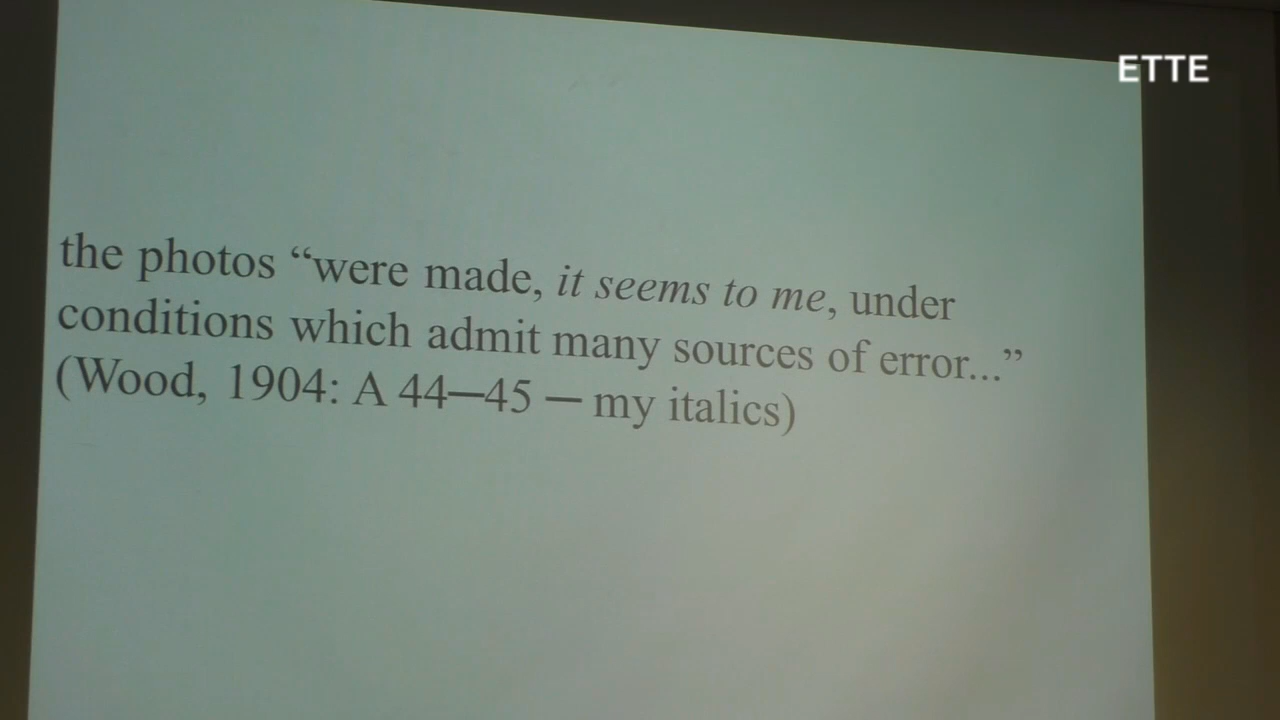 ETTE
the photos “were made, it seems to me, under
conditions which admit many sources of error...”
(Wood, 1904: A 44—45 — my italics)